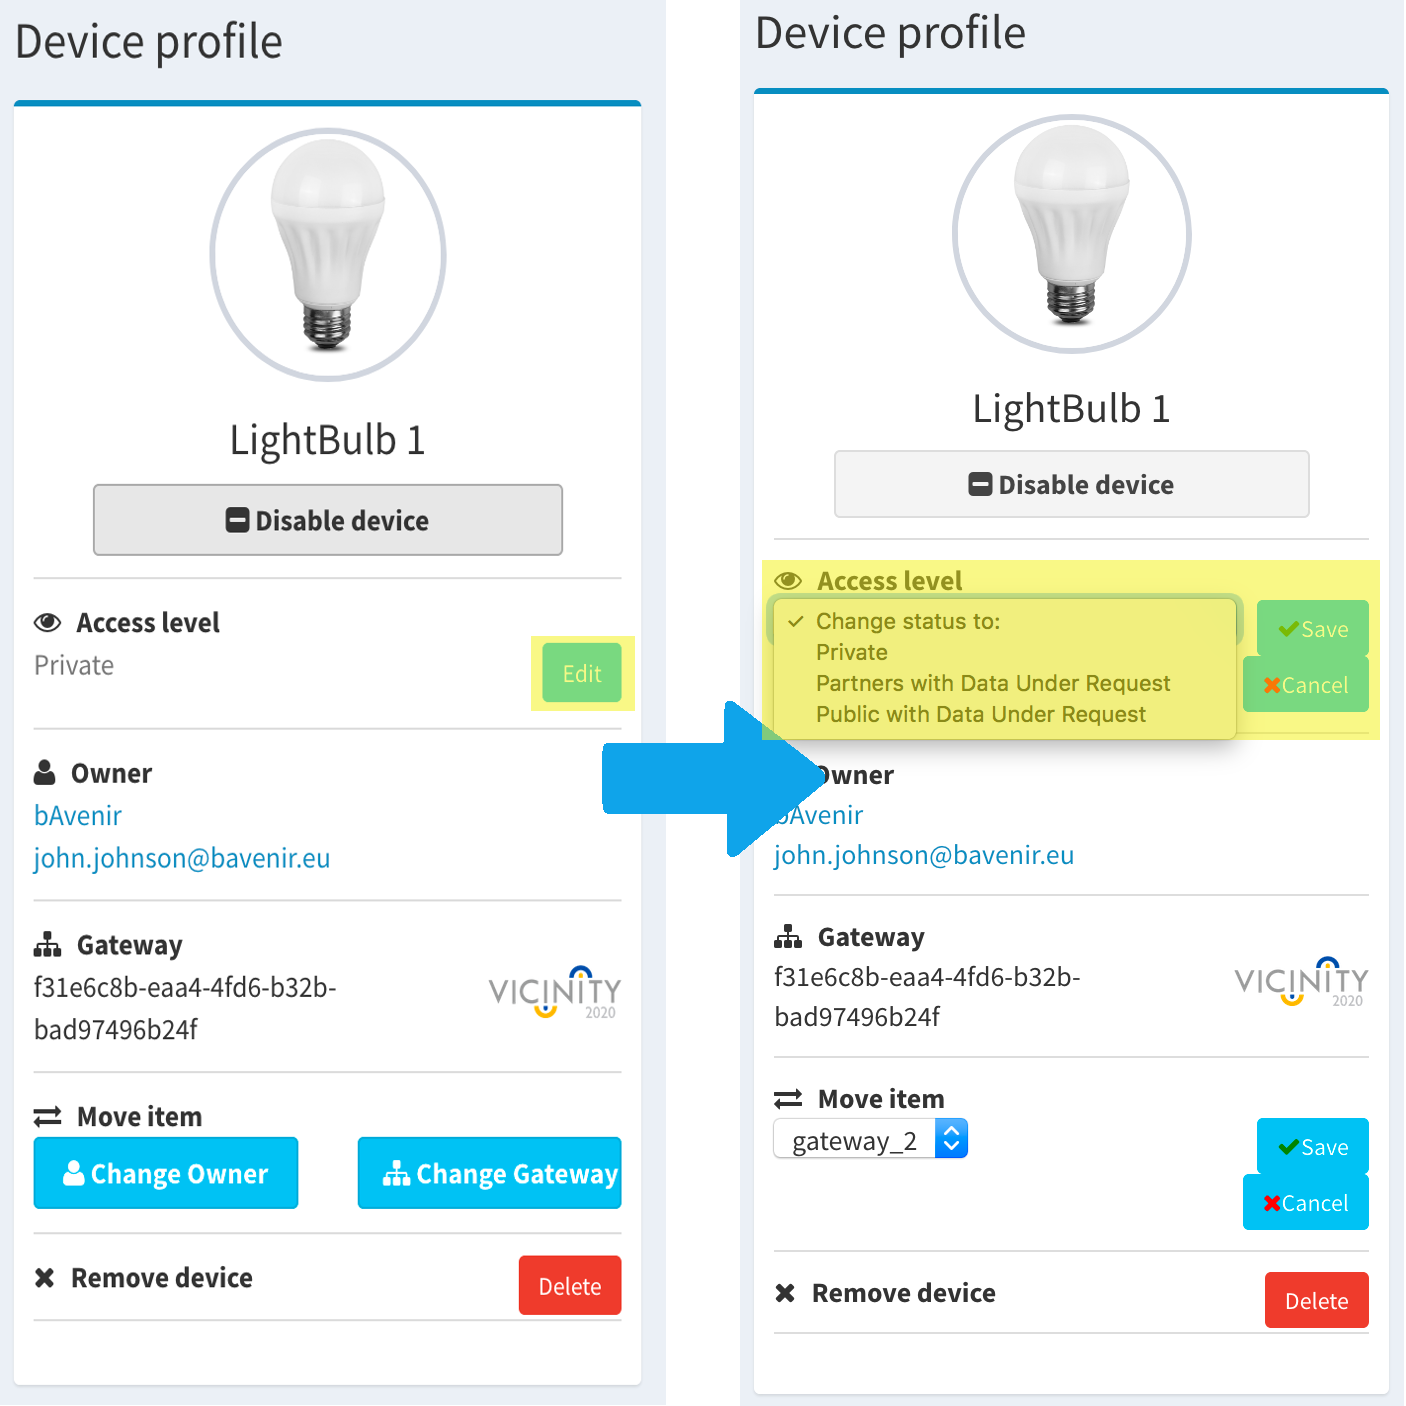 Device profile
LightBulb 1
Disable device
Access level
Private
Edit
Owner
bAvenir
john.johnson@bavenir.eu
Gateway
f31e6c8b-eaa4-4fd6-b32b-
bad97496b24f
VICINITY
2020
Move item
Change Owner
Change Gateway
Remove device
Delete
Device profile
LightBulb 1
Disable device
Access level
Change status to:
Private
Partners with Data Under Request
Public with Data Under Request
Save
Cancel
Owner
bAvenir
john.johnson@bavenir.eu
Gateway
f31e6c8b-eaa4-4fd6-b32b-
bad97496b24f
VICINITY
2020
Move item
gateway_2
Save
Cancel
Remove device
Delete